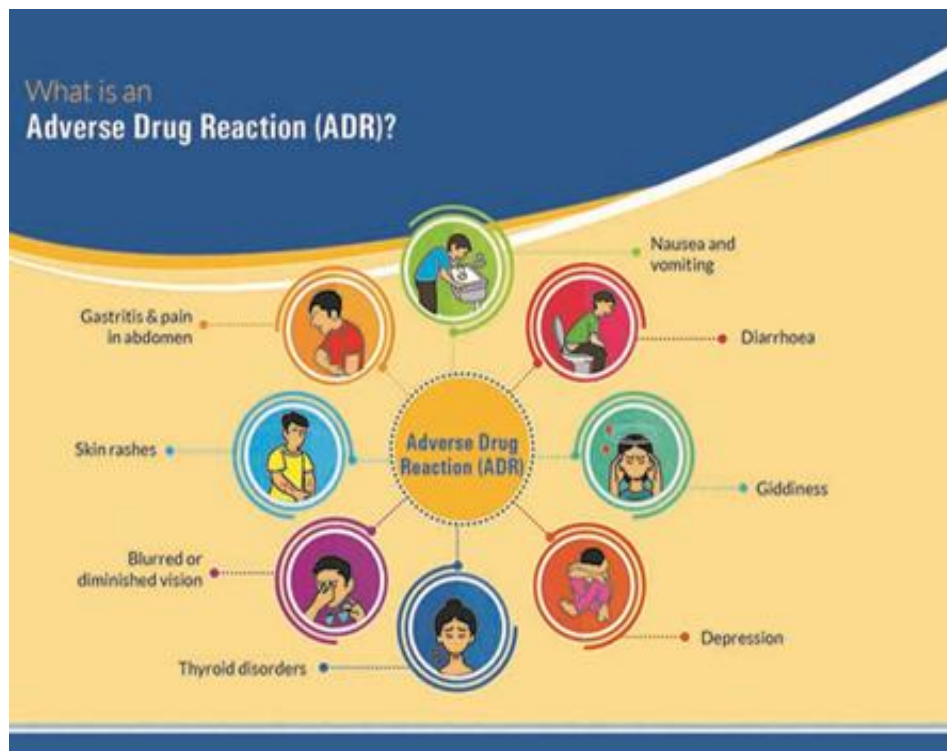 What is an
Adverse Drug Reaction (ADR)?
Nausea and
vomiting
Gastritis & pain
in abdomen
Diarrhoea
Adverse Drug
Reaction (ADR)
Skin rashes
Giddiness
Blurred or
diminished vision
Depression
Thyroid disorders